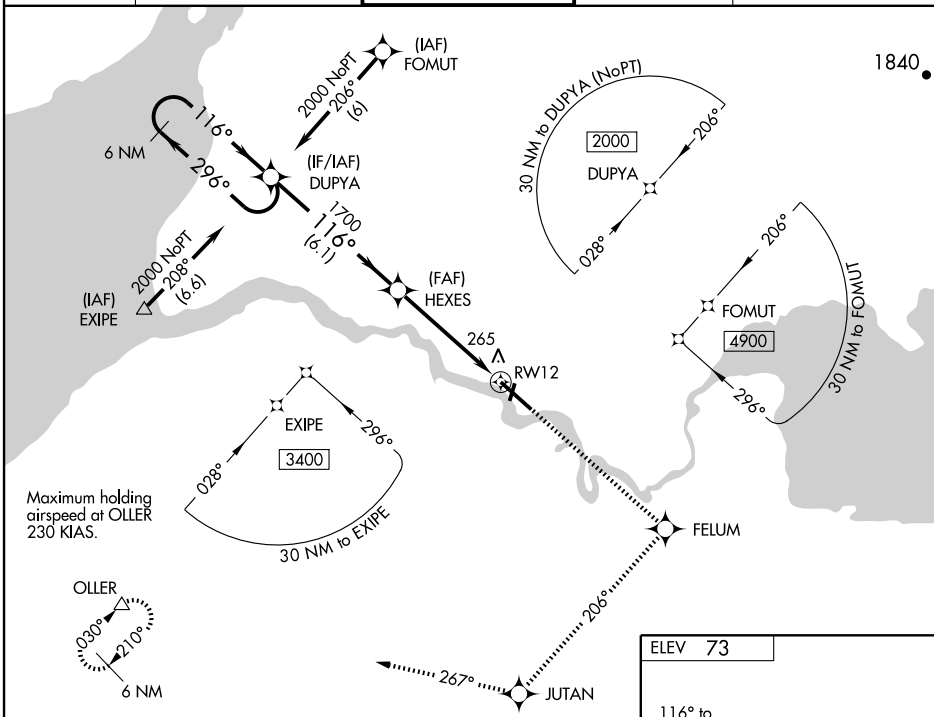 (IAF)
FOMUT
1840
2000 NoPT
206°
(6)
30 NM to DUPYA (NoPT)
206°
2000
DUPYA
028°
116°
6 NM
296°
(IF/IAF)
DUPYA
1700
116°
(6.1)
2000 NoPT
208°
(6.6)
(IAF)
EXIPE
(FAF)
HEXES
206°
FOMUT
4900
30 NM to FOMUT
296°
265
RW12
EXIPE
3400
296°
028°
30 NM to EXIPE
Maximum holding
airspeed at OLLER
230 KIAS.
FELUM
OLLER
030°
210°
6 NM
206°
267°
JUTAN
ELEV 73
116° to